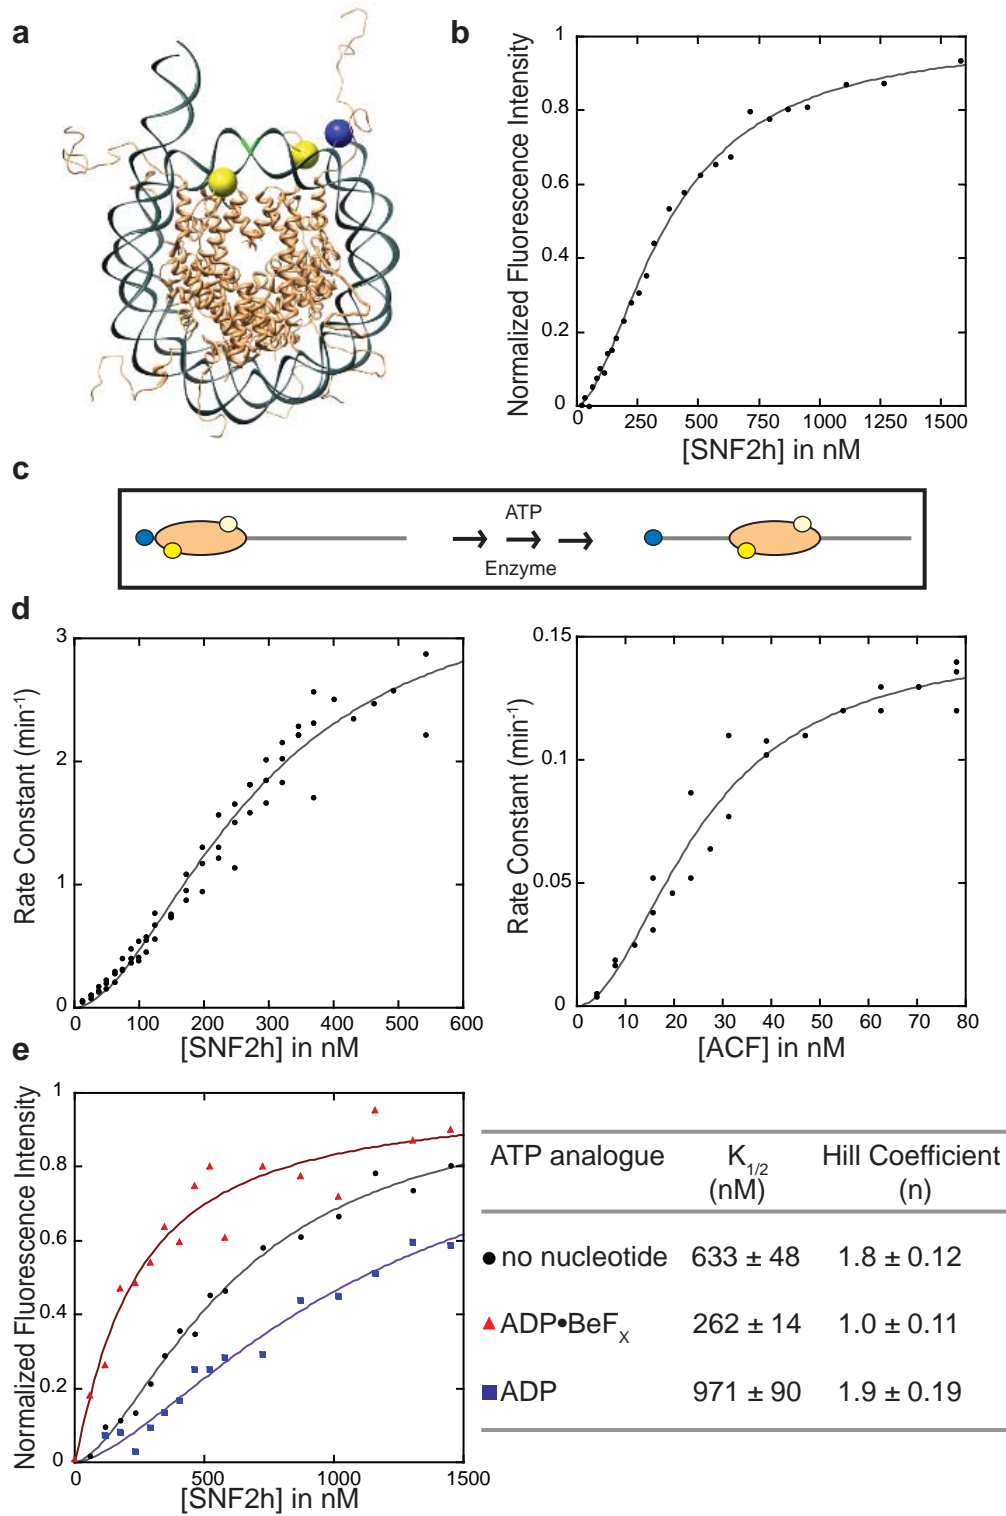 a
b
Normalized Fluorescence Intensity
1
0.8
0.6
0.4
0.2
0
250 500 750 1000 1250 1500
[SNF2h] in nM
c
ATP
Enzyme
d
Rate Constant (min⁻¹)
3
2
1
0
0 100 200 300 400 500 600
[SNF2h] in nM
Rate Constant (min⁻¹)
0.15
0.1
0.05
0
0 10 20 30 40 50 60 70 80
[ACF] in nM
e
Normalized Fluorescence Intensity
1
0.8
0.6
0.4
0.2
0
0 500 1000 1500
[SNF2h] in nM
ATP analogue K₁/₂ (nM) Hill Coefficient (n)
no nucleotide 633 ± 48 1.8 ± 0.12
ADP•BeFₓ 262 ± 14 1.0 ± 0.11
ADP 971 ± 90 1.9 ± 0.19